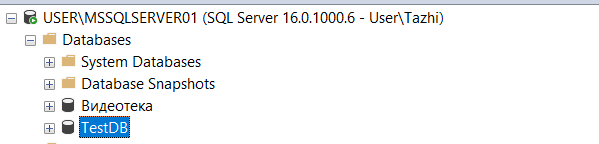 USER\MSSQLSERVER01 (SQL Server 16.0.1000.6 - User\Tazhi)
Databases
System Databases
Database Snapshots
Видеотека
TestDB